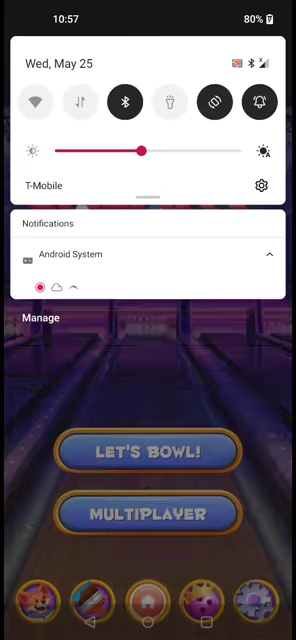 10:57
80%
Wed, May 25
T-Mobile
Notifications
Android System
Manage
LET'S BOWL!
MULTIPLAYER